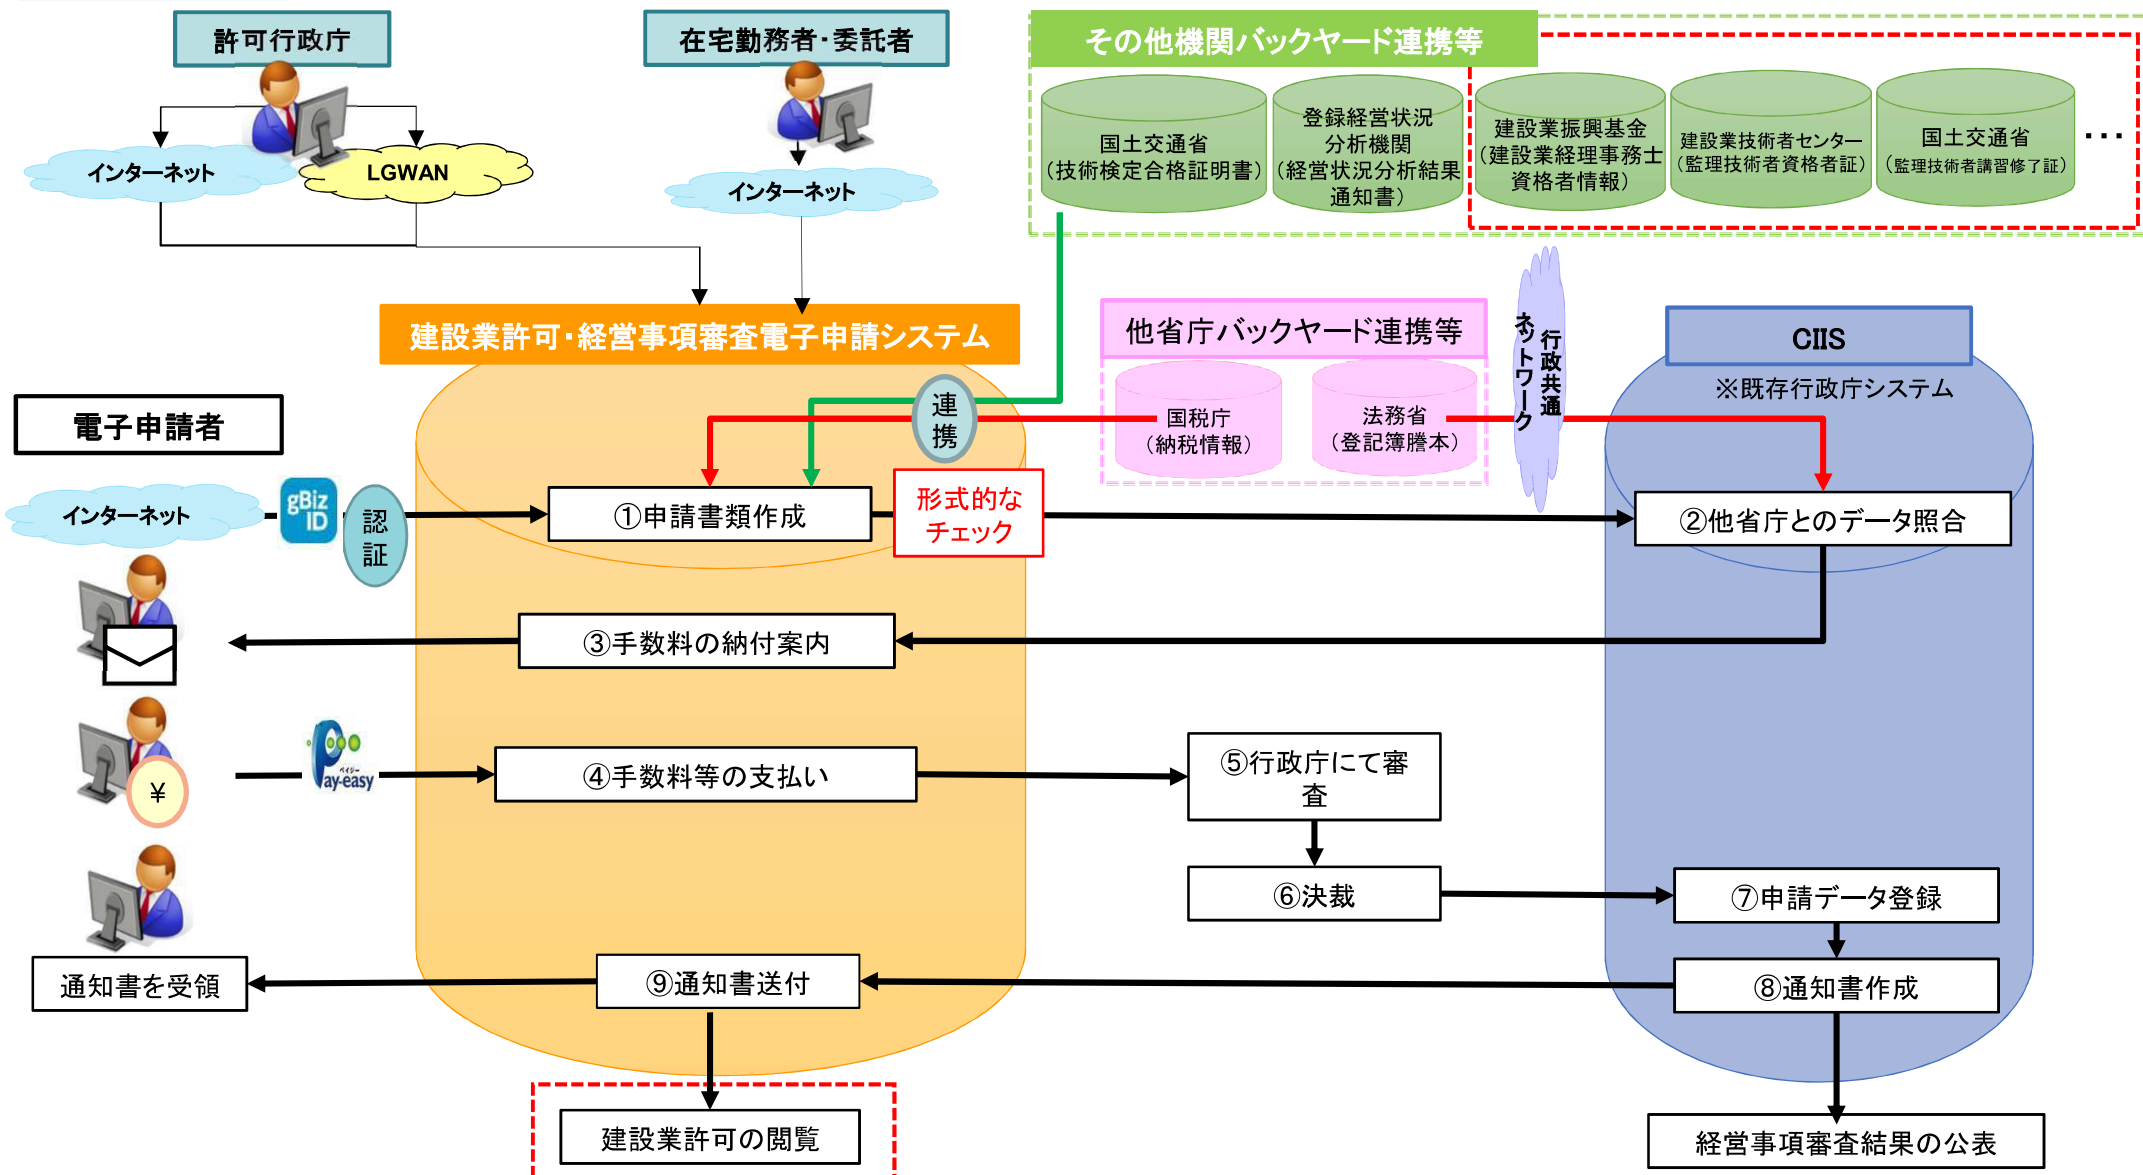 許可行政庁
在宅勤務者・委託者
その他機関バックヤード連携等
インターネット
LGWAN
インターネット
国土交通省
（技術検定合格証明書）
登録経営状況
分析機関
（経営状況分析結果
通知書）
建設業振興基金
（建設業経理事務士
資格者情報）
建設業技術者センター
（監理技術者資格者証）
国土交通省
（監理技術者講習修了証）
…
建設業許可・経営事項審査電子申請システム
他省庁バックヤード連携等
行政共通
ネットワーク
CIIS
※既存行政庁システム
連
携
国税庁
（納税情報）
法務省
（登記簿謄本）
電子申請者
インターネット
gBiz
ID
認
証
①申請書類作成
形式的な
チェック
②他省庁とのデータ照合
③手数料の納付案内
¥
ペイジー
Pay-easy
④手数料等の支払い
⑤行政庁にて審
査
⑥決裁
⑦申請データ登録
通知書を受領
⑨通知書送付
⑧通知書作成
建設業許可の閲覧
経営事項審査結果の公表